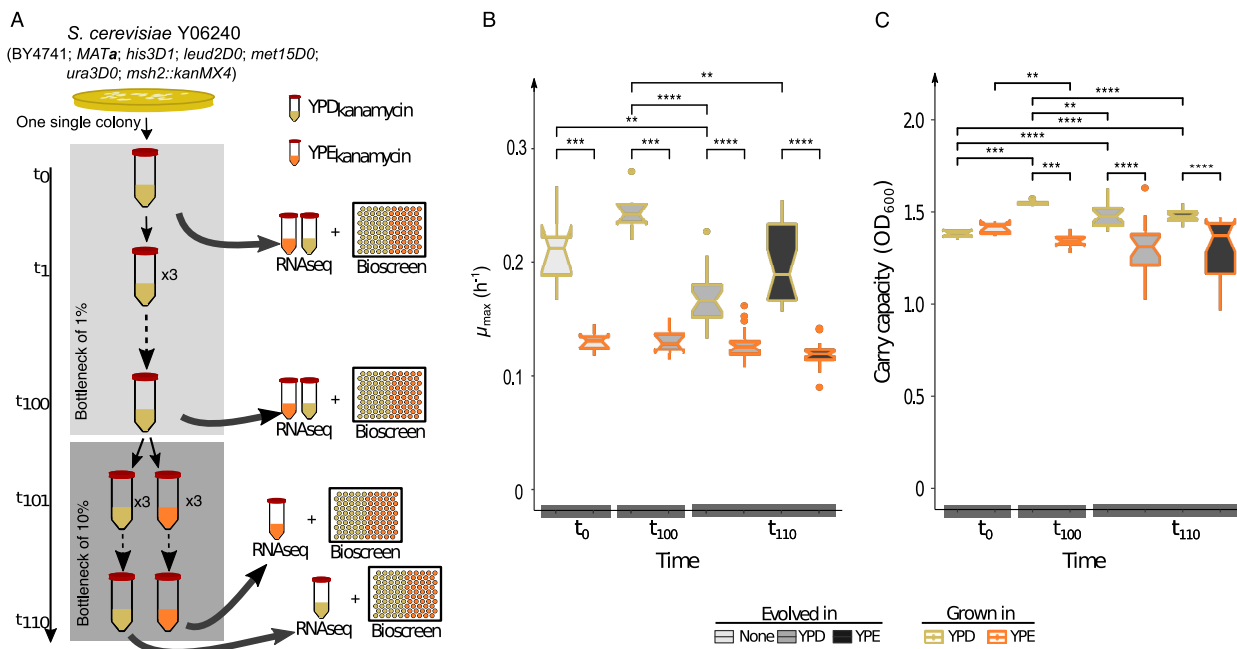 A
S. cerevisiae Y06240
(BY4741; MATa; his3D1; leud2D0; met15D0;
ura3D0; msh2::kanMX4)
One single colony
YPDkanamycin
YPEkanamycin
t0
t1
t100
t101
t110
Bottleneck of 1%
Bottleneck of 10%
x3
x3
x3
+
RNAseq
Bioscreen
+
RNAseq
Bioscreen
+
RNAseq
Bioscreen
+
RNAseq
Bioscreen
B
μmax (h-1)
0.3
0.2
0.1
0
**
****
**
***
***
****
****
t0
t100
t110
Time
C
Carry capacity (OD600)
2.0
1.5
1.0
0.5
0
**
****
**
****
****
***
***
****
****
t0
t100
t110
Time
Evolved in
None
YPD
YPE
Grown in
YPD
YPE